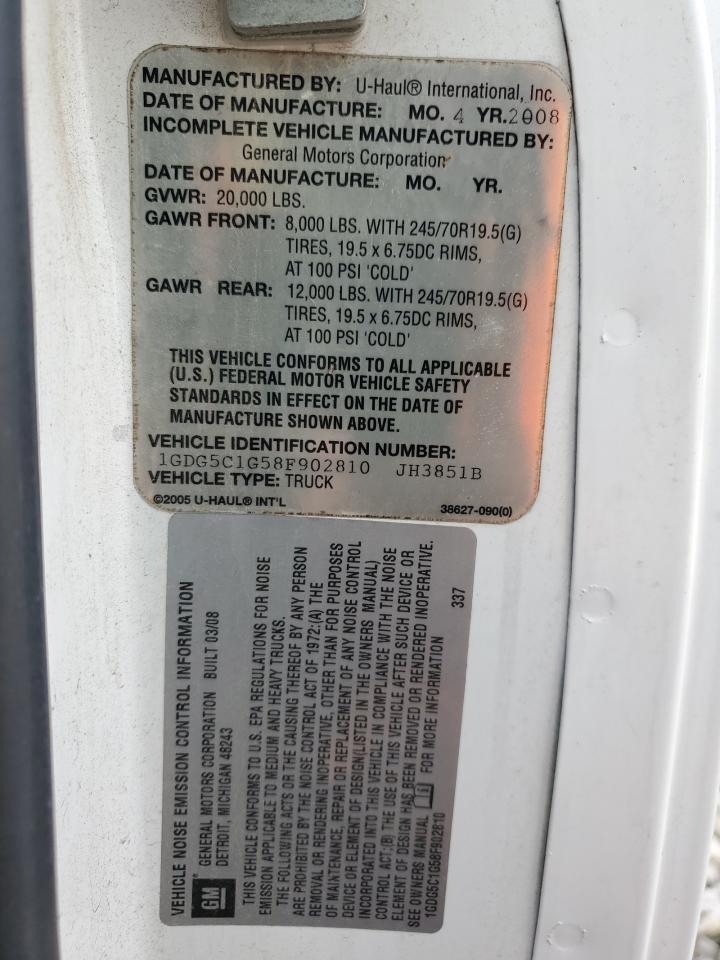 MANUFACTURED BY: U-Haul® International, Inc.
DATE OF MANUFACTURE: MO. 4 YR.2008
INCOMPLETE VEHICLE MANUFACTURED BY:
General Motors Corporation
DATE OF MANUFACTURE: MO. YR.
GVWR: 20,000 LBS.
GAWR FRONT: 8,000 LBS. WITH 245/70R19.5(G)
TIRES, 19.5 x 6.75DC RIMS,
AT 100 PSI 'COLD'
GAWR REAR: 12,000 LBS. WITH 245/70R19.5(G)
TIRES, 19.5 x 6.75DC RIMS,
AT 100 PSI 'COLD'
THIS VEHICLE CONFORMS TO ALL APPLICABLE
(U.S.) FEDERAL MOTOR VEHICLE SAFETY
STANDARDS IN EFFECT ON THE DATE OF
MANUFACTURE SHOWN ABOVE.
VEHICLE IDENTIFICATION NUMBER:
1GDG5C1G58F902810 JH3851B
VEHICLE TYPE: TRUCK
©2005 U-HAUL® INT'L 38627-090(0)
VEHICLE NOISE EMISSION CONTROL INFORMATION
GM ® GENERAL MOTORS CORPORATION BUILT 03/08
DETROIT, MICHIGAN 48243
THIS VEHICLE CONFORMS TO U.S. EPA REGULATIONS FOR NOISE
EMISSION APPLICABLE TO MEDIUM AND HEAVY TRUCKS.
THE FOLLOWING ACTS OR THE CAUSING THEREOF BY ANY PERSON
ARE PROHIBITED BY THE NOISE CONTROL ACT OF 1972:(A) THE
REMOVAL OR RENDERING INOPERATIVE, OTHER THAN FOR PURPOSES
OF MAINTENANCE, REPAIR OR REPLACEMENT OF ANY NOISE CONTROL
DEVICE OR ELEMENT OF DESIGN(LISTED IN THE OWNERS MANUAL)
INCORPORATED INTO THIS VEHICLE IN COMPLIANCE WITH THE NOISE
CONTROL ACT;(B) THE USE OF THIS VEHICLE AFTER SUCH DEVICE OR
ELEMENT OF DESIGN HAS BEEN REMOVED OR RENDERED INOPERATIVE.
SEE OWNERS MANUAL FOR MORE INFORMATION
1GDG5C1G58F902810 337